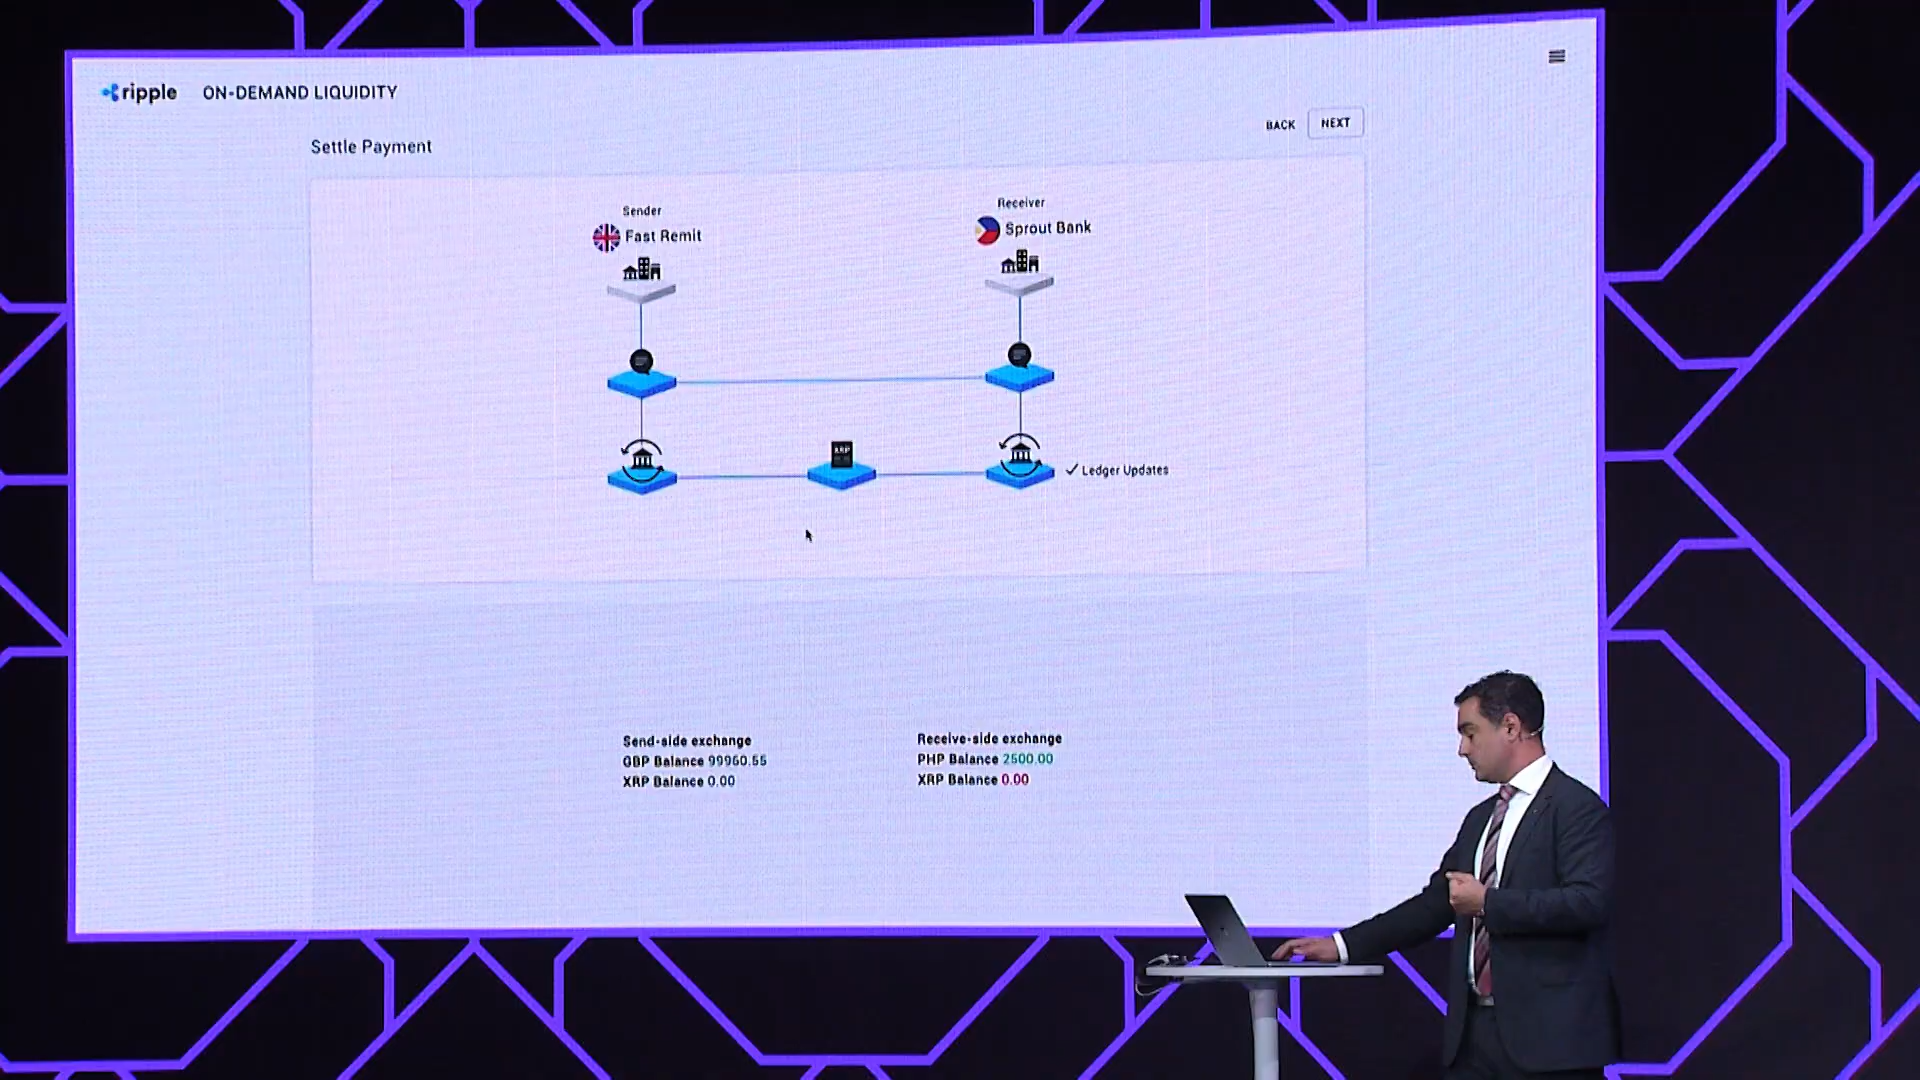 ripple ON-DEMAND LIQUIDITY
BACK NEXT
Settle Payment
Sender
Fast Remit
Receiver
Sprout Bank
XRP
Ledger Updates
Send-side exchange
GBP Balance 99960.55
XRP Balance 0.00
Receive-side exchange
PHP Balance 2500.00
XRP Balance 0.00